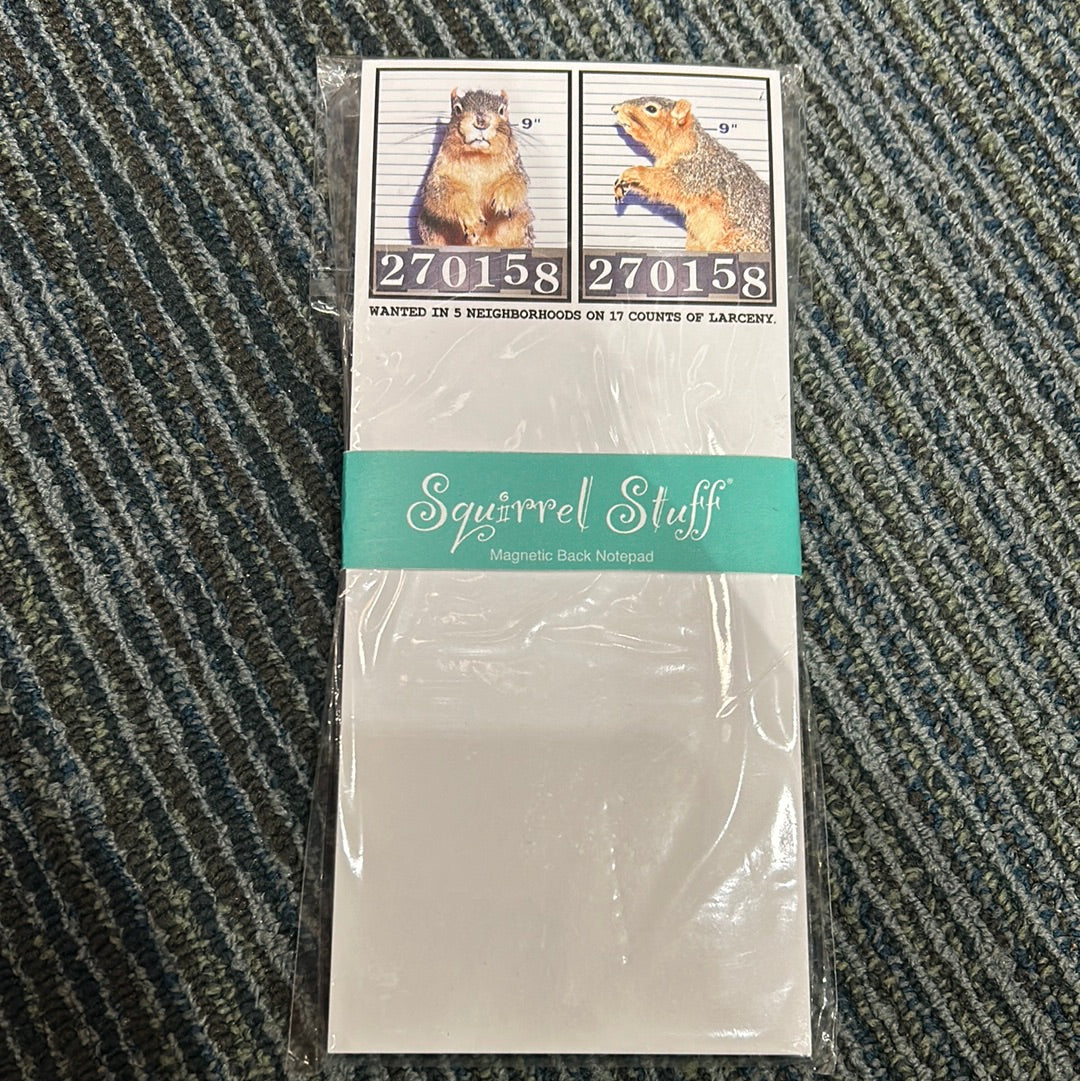 9" 9"
270158 270158
WANTED IN 5 NEIGHBORHOODS ON 17 COUNTS OF LARCENY.
Squirrel Stuff®
Magnetic Back Notepad